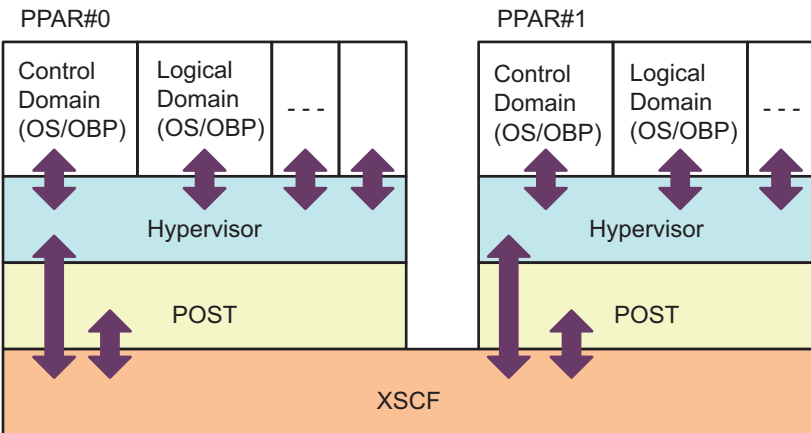 PPAR#0
PPAR#1
Control
Domain
(OS/OBP)
Logical
Domain
(OS/OBP)
- - -
Control
Domain
(OS/OBP)
Logical
Domain
(OS/OBP)
- - -
Hypervisor
Hypervisor
POST
POST
XSCF